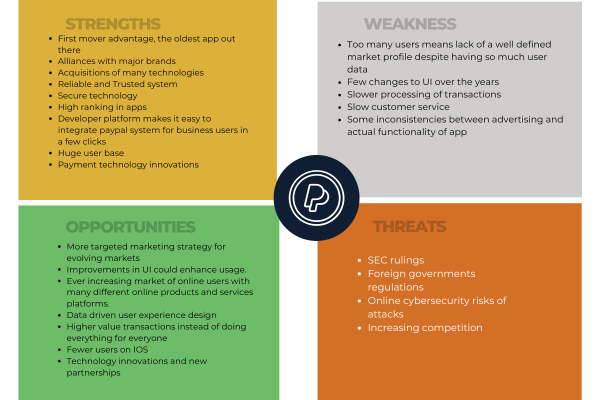 STRENGTHS
• First mover advantage, the oldest app out
there
• Alliances with major brands
• Acquisitions of many technologies
• Reliable and Trusted system
• Secure technology
• High ranking in apps
• Developer platform makes it easy to
integrate paypal system for business users in
a few clicks
• Huge user base
• Payment technology innovations
WEAKNESS
• Too many users means lack of a well defined
market profile despite having so much user
data
• Few changes to UI over the years
• Slower processing of transactions
• Slow customer service
• Some inconsistencies between advertising and
actual functionality of app
OPPORTUNITIES
• More targeted marketing strategy for
evolving markets
• Improvements in UI could enhance usage.
• Ever increasing market of online users with
many different online products and services
platforms.
• Data driven user experience design
• Higher value transactions instead of doing
everything for everyone
• Fewer users on IOS
• Technology innovations and new
partnerships
THREATS
• SEC rulings
• Foreign governments
regulations
• Online cybersecurity risks of
attacks
• Increasing competition